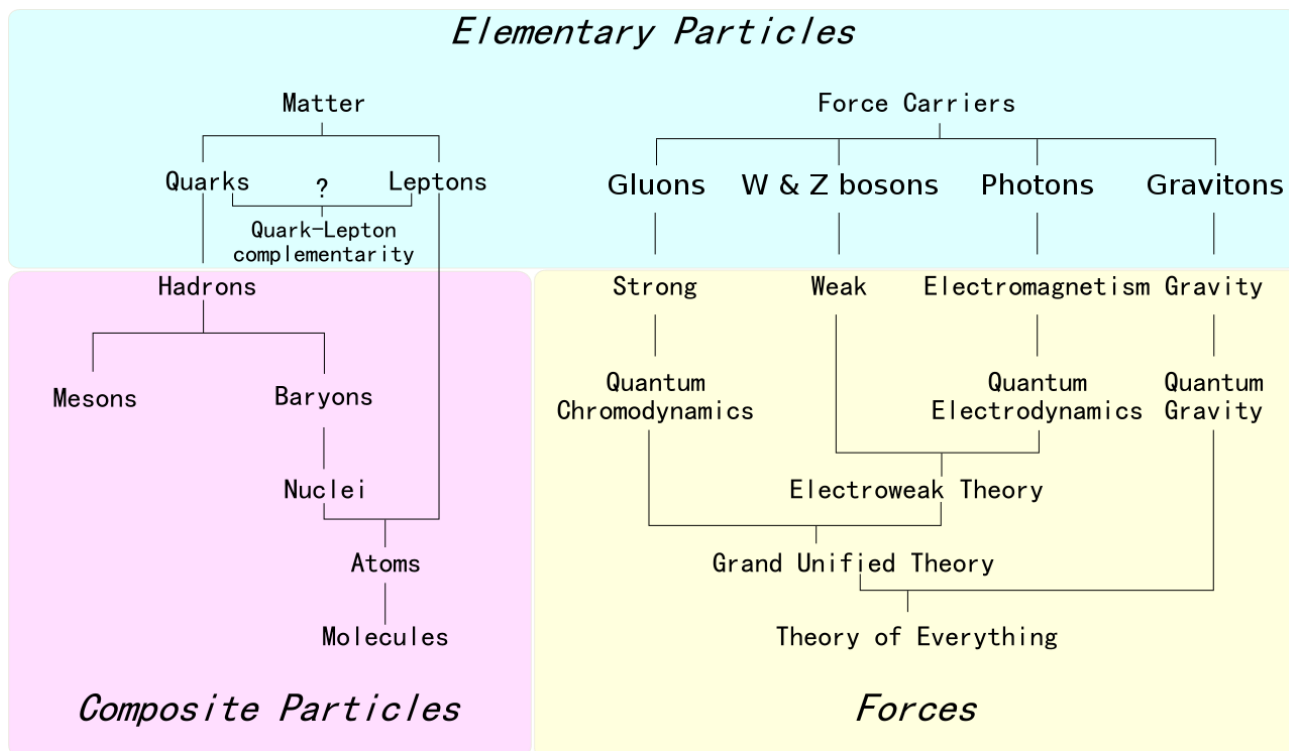 Elementary Particles
Matter
Force Carriers
Quarks
?
Leptons
Gluons
W & Z bosons
Photons
Gravitons
Quark-Lepton
complementarity
Hadrons
Strong
Weak
Electromagnetism
Gravity
Mesons
Baryons
Quantum
Chromodynamics
Quantum
Electrodynamics
Quantum
Gravity
Nuclei
Electroweak Theory
Atoms
Grand Unified Theory
Molecules
Theory of Everything
Composite Particles
Forces